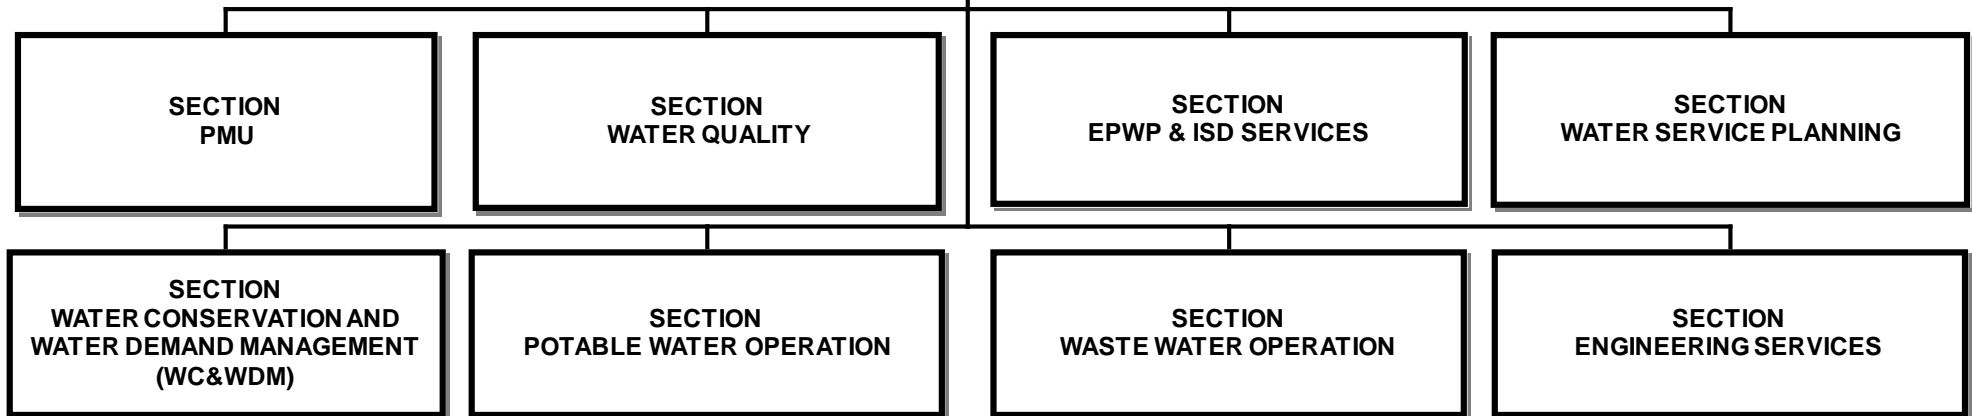 SECTION
PMU
SECTION
WATER QUALITY
SECTION
EPWP & ISD SERVICES
SECTION
WATER SERVICE PLANNING
SECTION
WATER CONSERVATION AND
WATER DEMAND MANAGEMENT
(WC&WDM)
SECTION
POTABLE WATER OPERATION
SECTION
WASTE WATER OPERATION
SECTION
ENGINEERING SERVICES